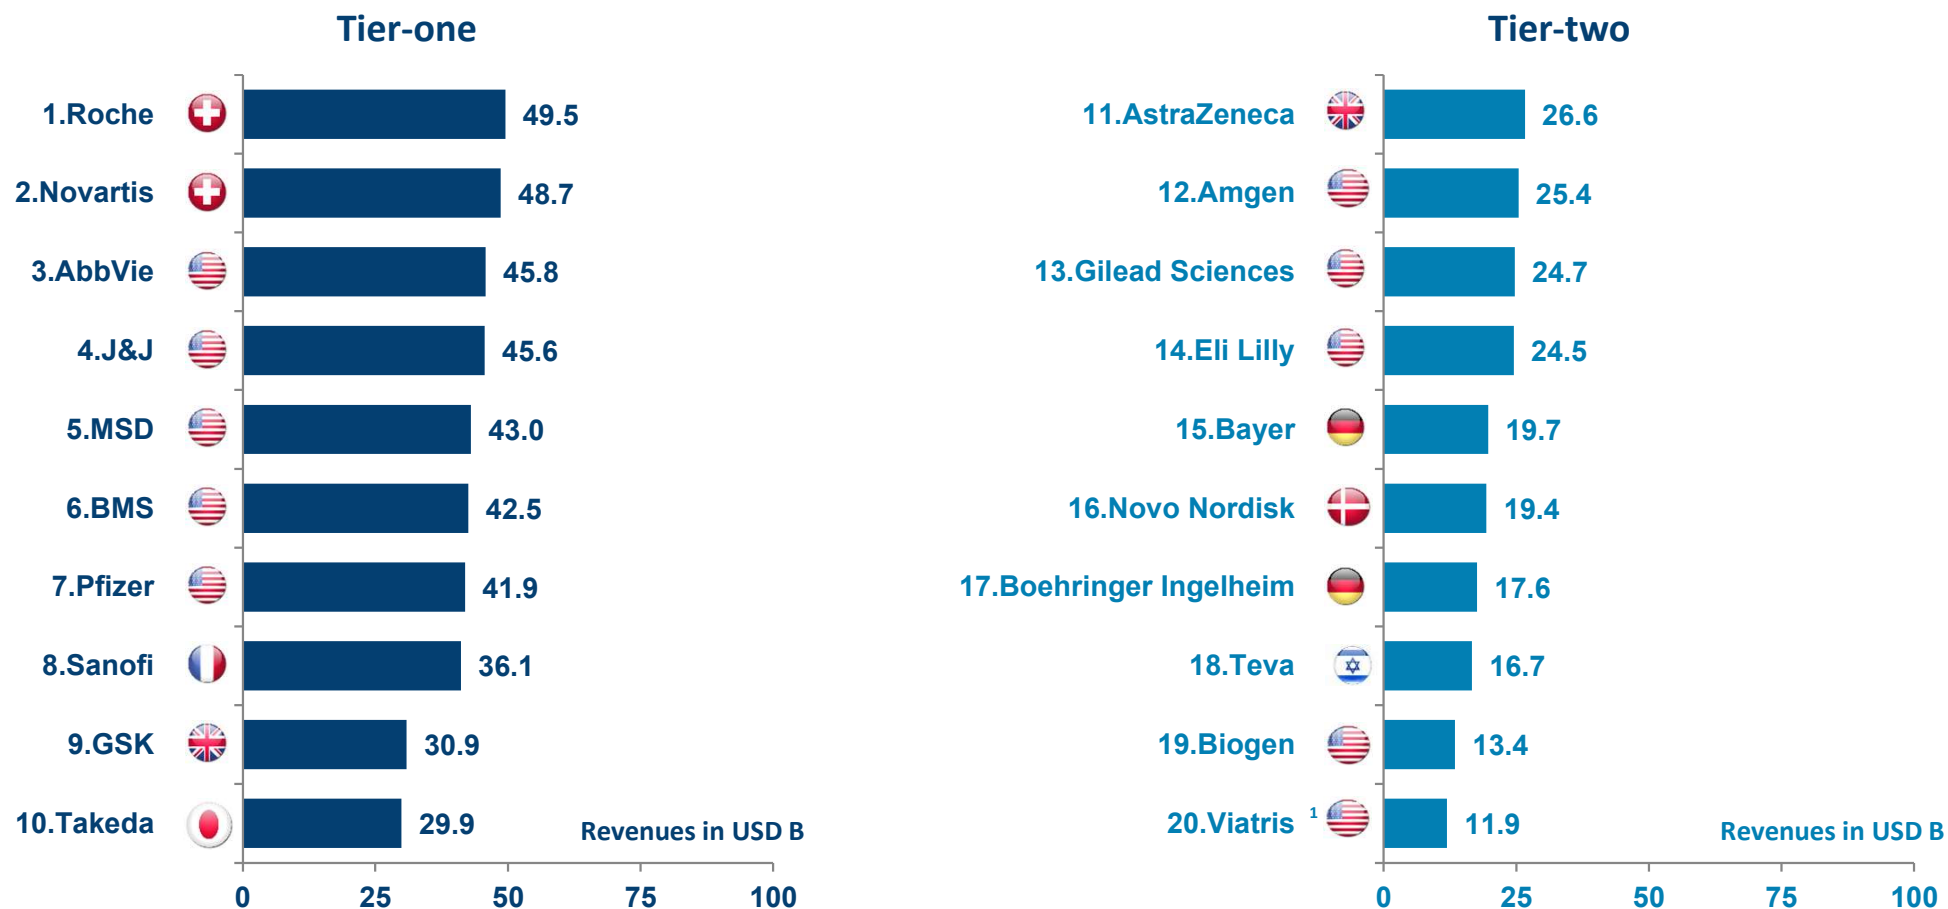 Tier-one
1.Roche 49.5
2.Novartis 48.7
3.AbbVie 45.8
4.J&J 45.6
5.MSD 43.0
6.BMS 42.5
7.Pfizer 41.9
8.Sanofi 36.1
9.GSK 30.9
10.Takeda 29.9
Revenues in USD B
0 25 50 75 100
Tier-two
11.AstraZeneca 26.6
12.Amgen 25.4
13.Gilead Sciences 24.7
14.Eli Lilly 24.5
15.Bayer 19.7
16.Novo Nordisk 19.4
17.Boehringer Ingelheim 17.6
18.Teva 16.7
19.Biogen 13.4
20.Viatris 1 11.9
Revenues in USD B
0 25 50 75 100